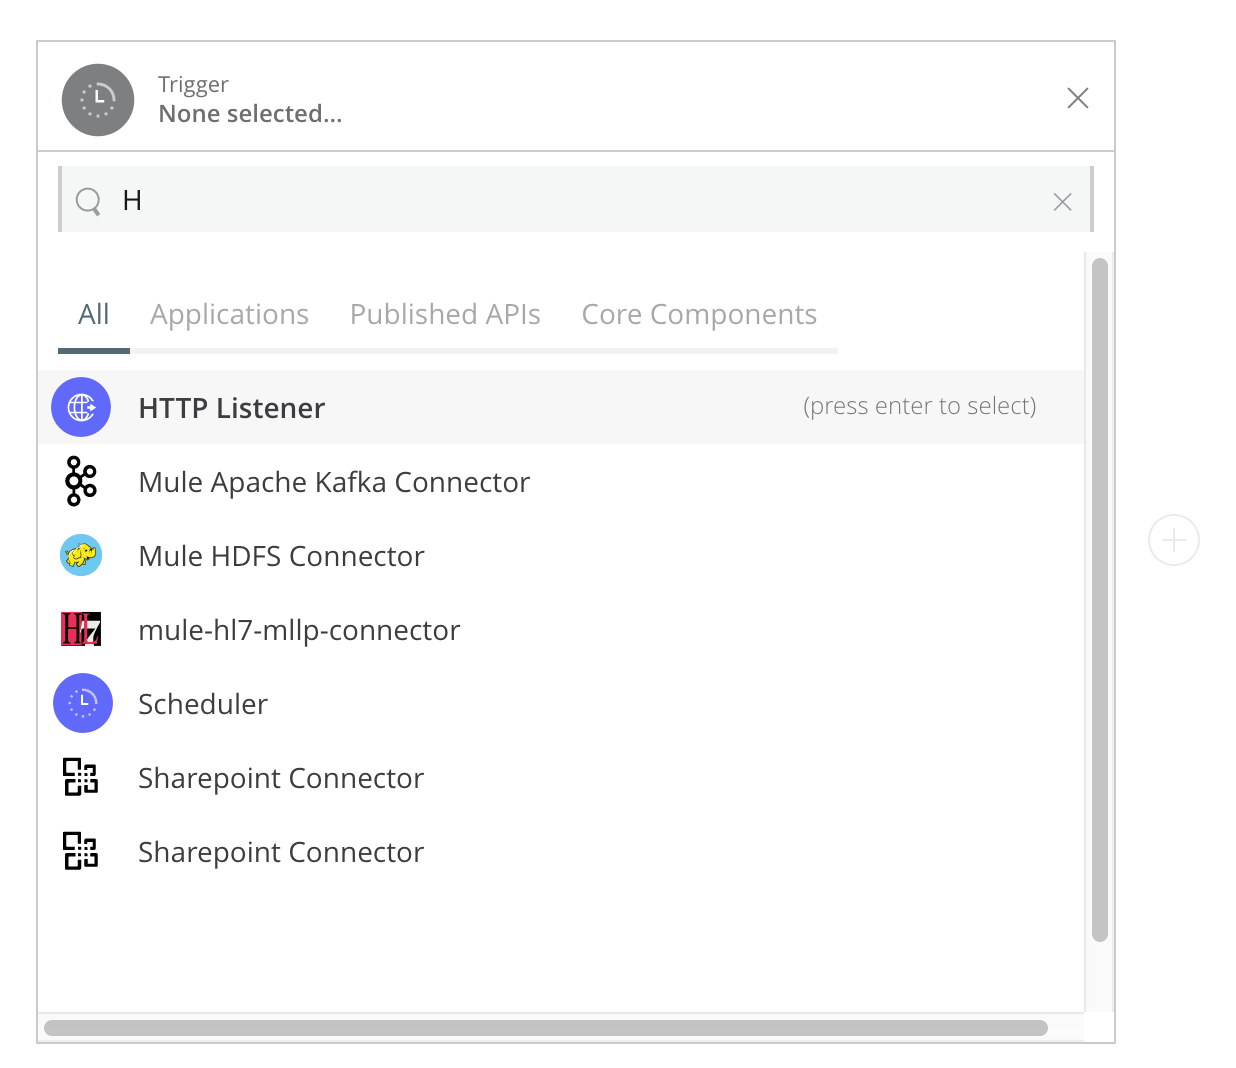 Trigger
None selected...
H
All Applications Published APIs Core Components
HTTP Listener (press enter to select)
Mule Apache Kafka Connector
Mule HDFS Connector
HL7 mule-hl7-mllp-connector
Scheduler
Sharepoint Connector
Sharepoint Connector